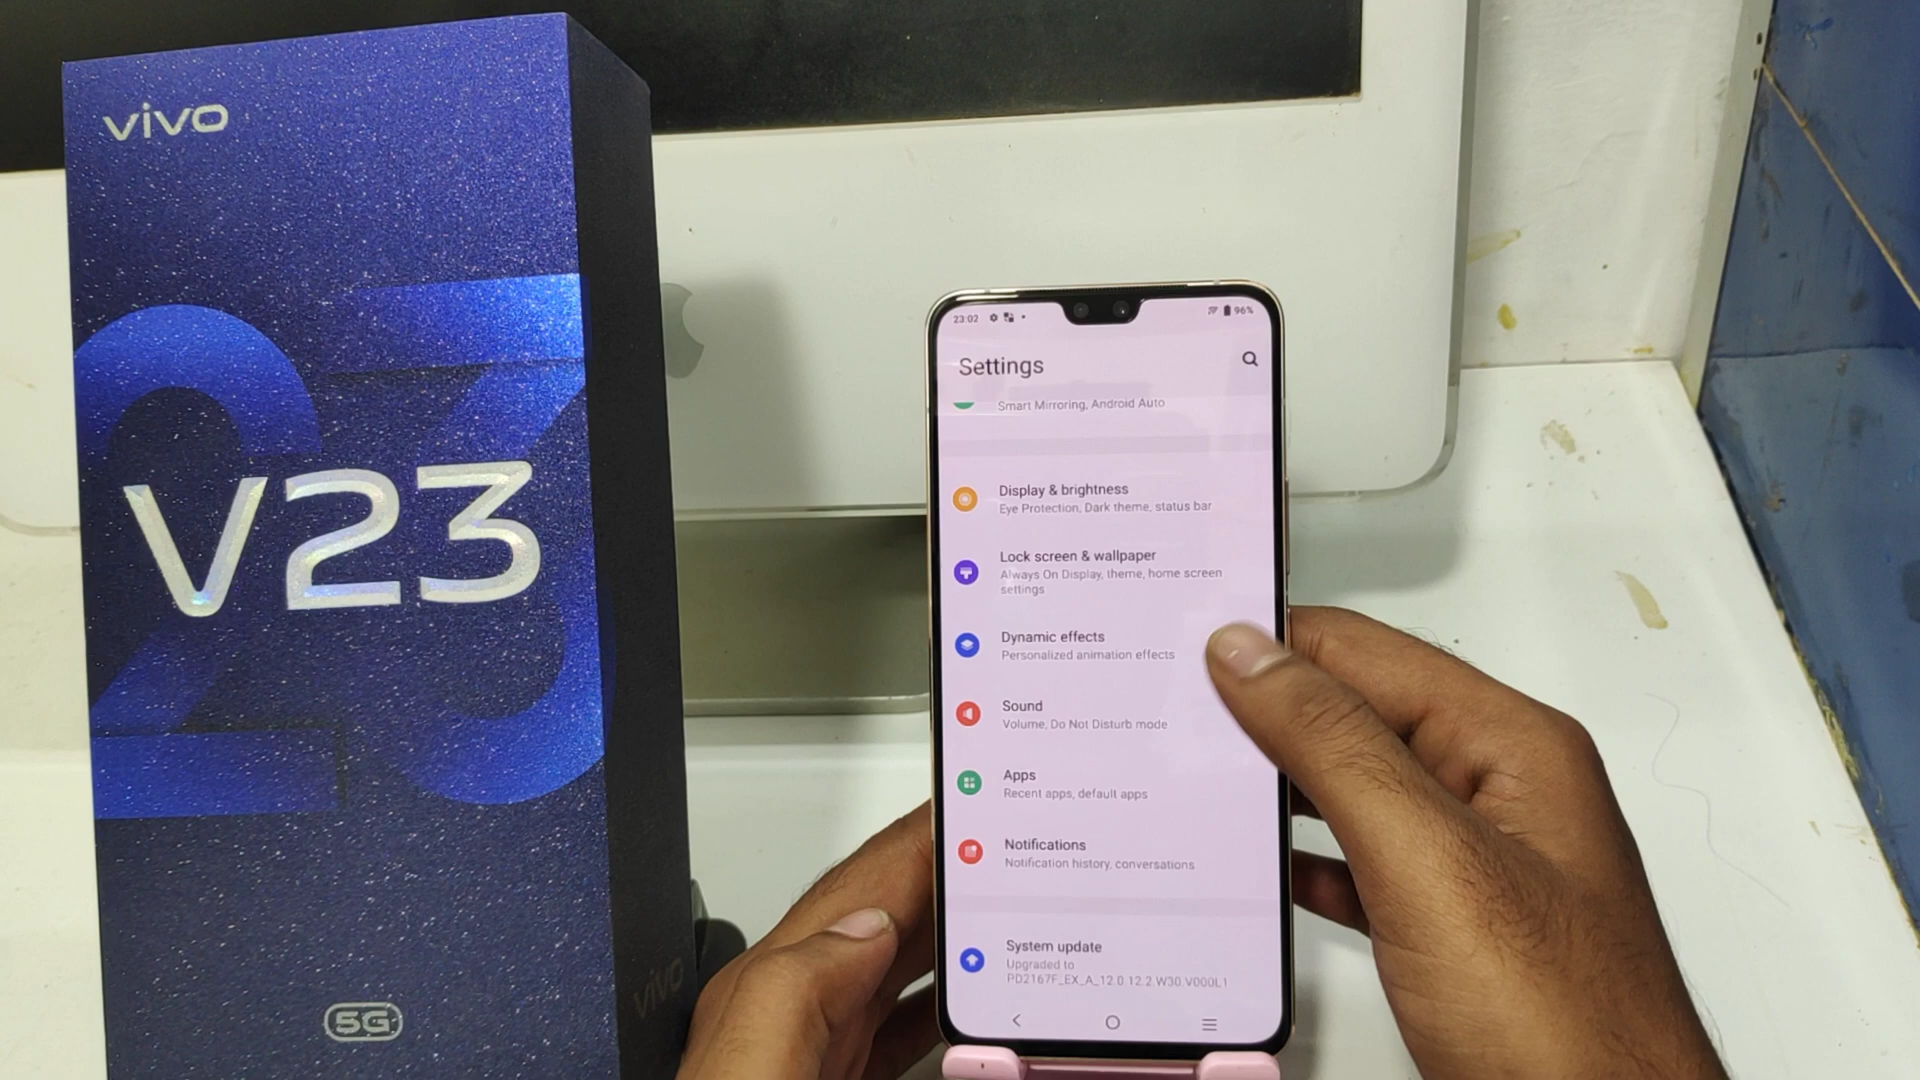 vivo
V23
5G
vivo
23:02
96%
Settings
Smart Mirroring, Android Auto
Display & brightness
Eye Protection, Dark theme, status bar
Lock screen & wallpaper
Always On Display, theme, home screen
settings
Dynamic effects
Personalized animation effects
Sound
Volume, Do Not Disturb mode
Apps
Recent apps, default apps
Notifications
Notification history, conversations
System update
Upgraded to
PD2167F_EX_A_12.0.12.2.W30.V000L1